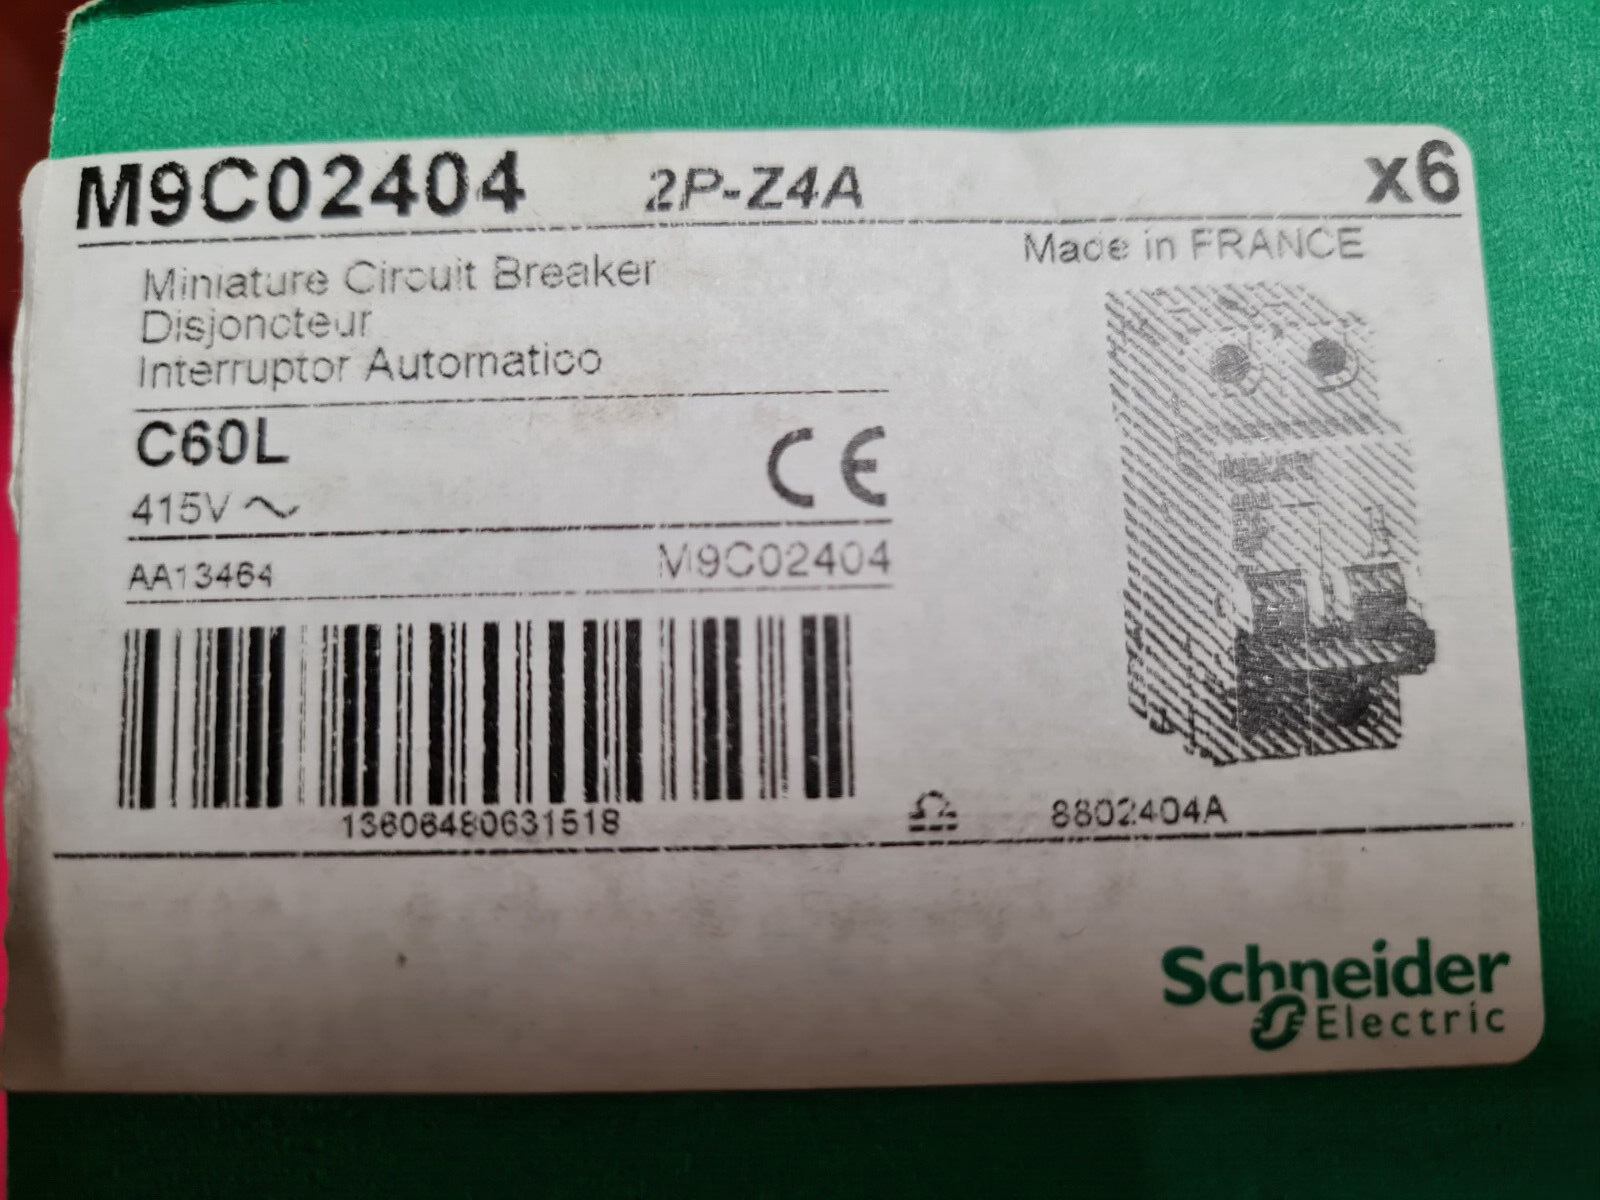 M9C02404 2P-Z4A x6
Made in FRANCE
Miniature Circuit Breaker
Disjoncteur
Interruptor Automatico
C60L
CE
415V ~
AA13464 M9C02404
13606480631518
8802404A
Schneider
Electric